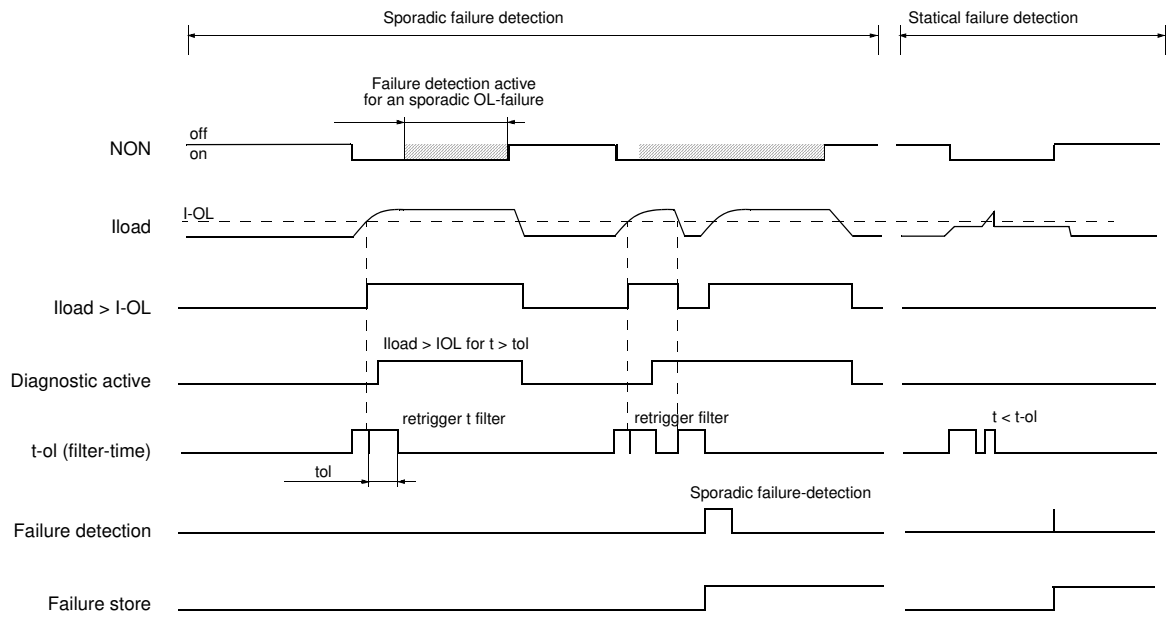 Sporadic failure detection
Statical failure detection
Failure detection active
for an sporadic OL-failure
NON
off
on
I-OL
Iload
Iload > I-OL
Iload > IOL for t > tol
Diagnostic active
retrigger t filter
retrigger filter
t < t-ol
t-ol (filter-time)
tol
Sporadic failure-detection
Failure detection
Failure store